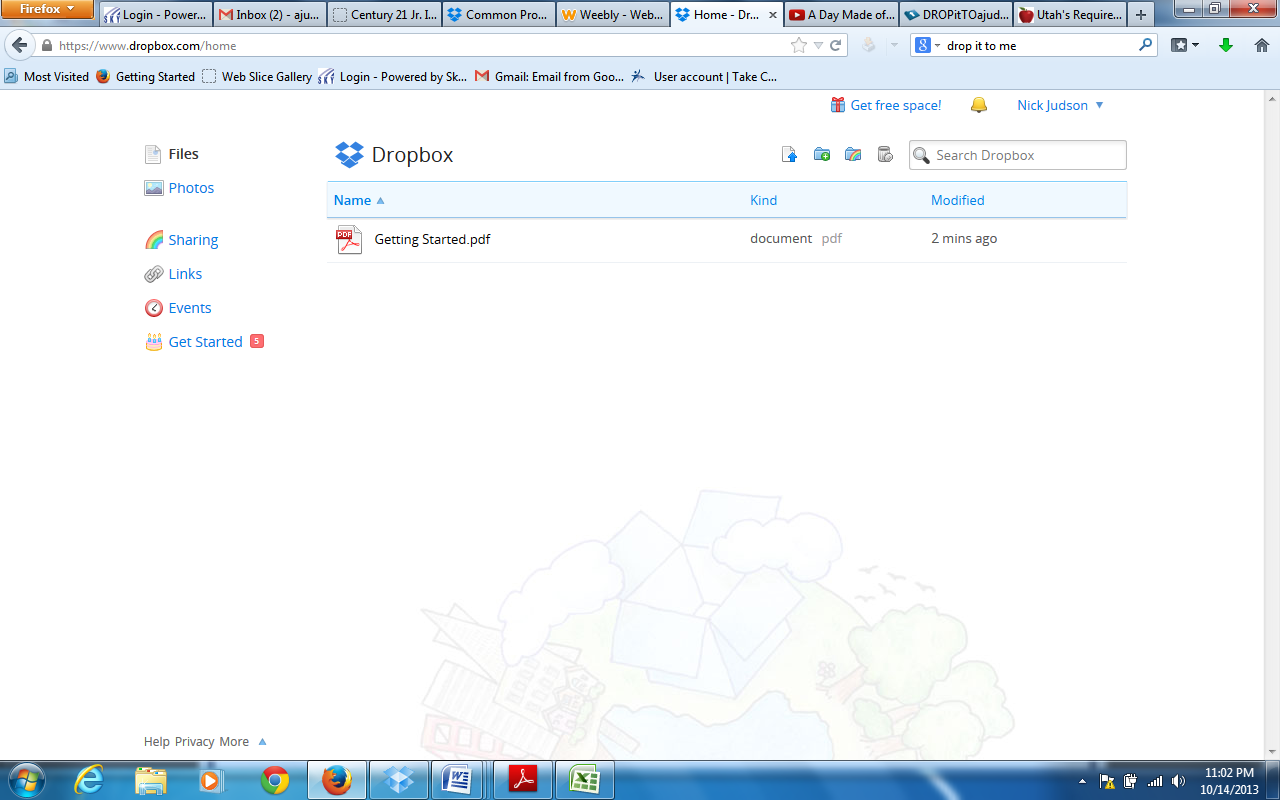 Firefox
Login - Power...
Inbox (2) - aju...
Century 21 Jr. I...
Common Pro...
Weebly - Web...
Home - Dr...
A Day Made of...
DROPitTOajud...
Utah's Require...
https://www.dropbox.com/home
drop it to me
Most Visited
Getting Started
Web Slice Gallery
Login - Powered by Sk...
Gmail: Email from Goo...
User account | Take C...
Get free space!
Nick Judson
Files
Dropbox
Search Dropbox
Photos
Name
Kind
Modified
Sharing
PDF
Getting Started.pdf
document pdf
2 mins ago
Links
Events
Get Started 5
Help Privacy More
11:02 PM
10/14/2013